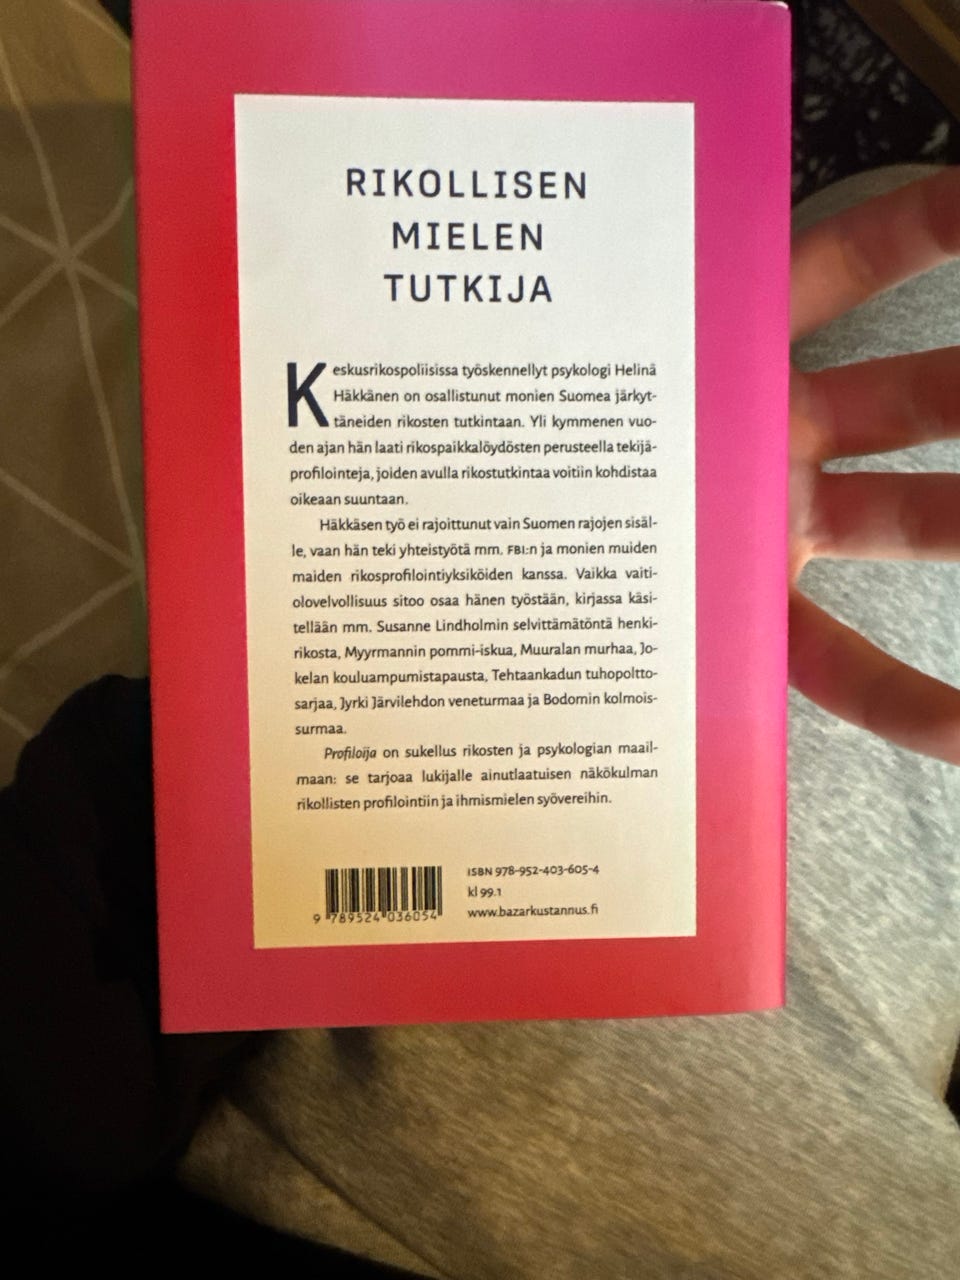 RIKOLLISEN
MIELEN
TUTKIJA
Keskusrikospoliisissa työskennellyt psykologi Helinä
Häkkänen on osallistunut monien Suomea järkyt-
täneiden rikosten tutkintaan. Yli kymmenen vuo-
den ajan hän laati rikospaikkalöydösten perusteella tekijä-
profilointeja, joiden avulla rikostutkintaa voitiin kohdistaa
oikeaan suuntaan.
Häkkäsen työ ei rajoittunut vain Suomen rajojen sisäl-
le, vaan hän teki yhteistyötä mm. FBI:n ja monien muiden
maiden rikosprofilointiyksiköiden kanssa. Vaikka vaiti-
olovelvollisuus sitoo osaa hänen työstään, kirjassa käsi-
tellään mm. Susanne Lindholmin selvittämätöntä henki-
rikosta, Myyrmannin pommi-iskua, Muuralan murhaa, Jo-
kelan kouluampumistapausta, Tehtaankadun tuhopoltto-
sarjaa, Jyrki Järvilehdon veneturmaa ja Bodomin kolmois-
surmaa.
Profiloija on sukellus rikosten ja psykologian maail-
maan: se tarjoaa lukijalle ainutlaatuisen näkökulman
rikollisten profilointiin ja ihmismielen syövereihin.
ISBN 978-952-403-605-4
kl 99.1
www.bazarkustannus.fi
9 789524 036054